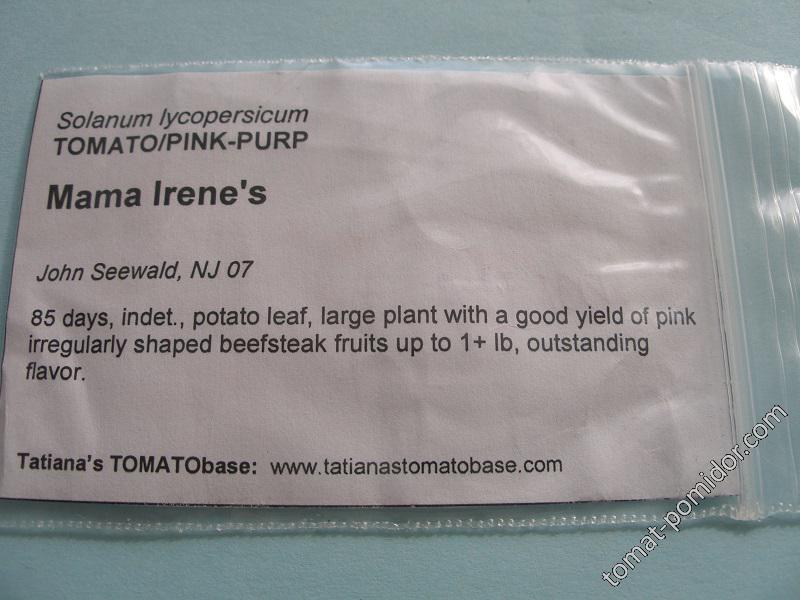 Solanum lycopersicum
TOMATO/PINK-PURP
Mama Irene's
John Seewald, NJ 07
85 days, indet., potato leaf, large plant with a good yield of pink
irregularly shaped beefsteak fruits up to 1+ lb, outstanding
flavor.
Tatiana's TOMATObase: www.tatianastomatobase.com
tomat-pomidor.com